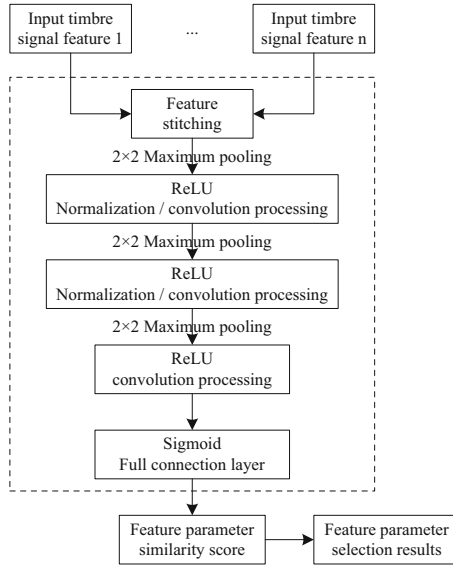 Input timbre
signal feature 1
...
Input timbre
signal feature n
Feature
stitching
2×2 Maximum pooling
ReLU
Normalization / convolution processing
2×2 Maximum pooling
ReLU
Normalization / convolution processing
2×2 Maximum pooling
ReLU
convolution processing
Sigmoid
Full connection layer
Feature parameter
similarity score
Feature parameter
selection results